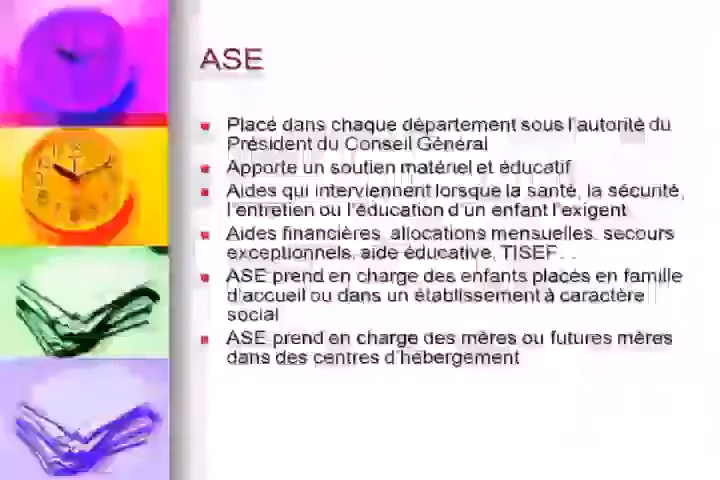 ASE
Placé dans chaque département sous l'autorité du
Président du Conseil Général
Apporte un soutien matériel et éducatif
Aides qui interviennent lorsque la santé, la sécurité,
l'entretien ou l'éducation d'un enfant l'exigent
Aides financières, allocations mensuelles, secours
exceptionnels, aide éducative, TISEF…
ASE prend en charge des enfants placés en famille
d'accueil ou dans un établissement à caractère
social
ASE prend en charge des mères ou futures mères
dans des centres d'hébergement